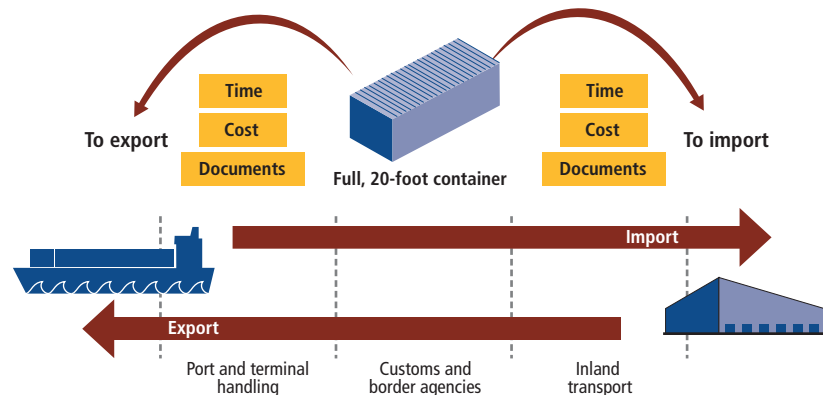 Time
Cost
Documents
To export
Full, 20-foot container
Time
Cost
Documents
To import
Import
Export
Port and terminal
handling
Customs and
border agencies
Inland
transport